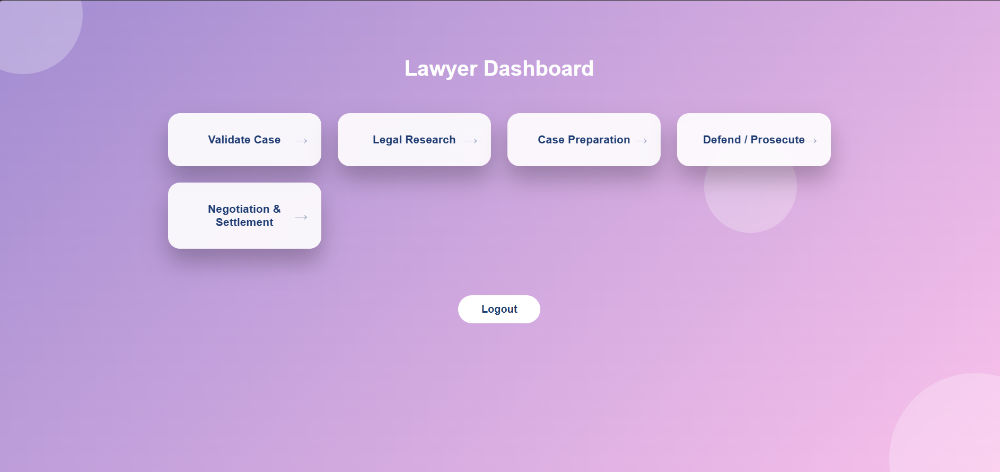 Lawyer Dashboard
Validate Case →
Legal Research →
Case Preparation →
Defend / Prosecute →
Negotiation &
Settlement →
Logout